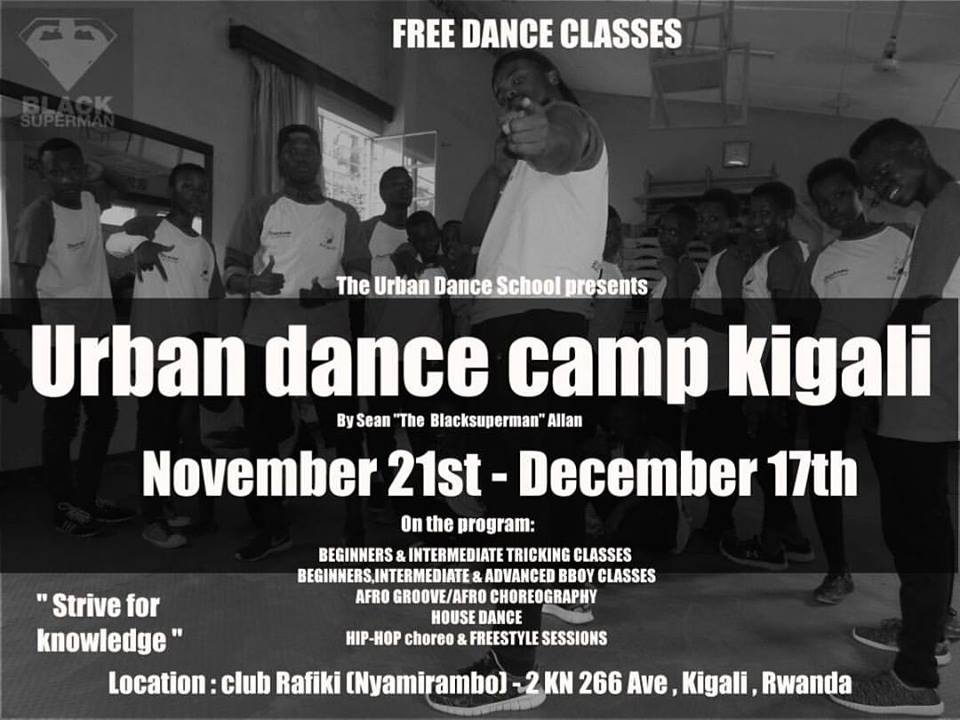 FREE DANCE CLASSES
BLACK
SUPERMAN
The Urban Dance School presents
Urban dance camp kigali
By Sean "The Blacksuperman" Allan
November 21st - December 17th
On the program:
BEGINNERS & INTERMEDIATE TRICKING CLASSES
BEGINNERS,INTERMEDIATE & ADVANCED BBOY CLASSES
AFRO GROOVE/AFRO CHOREOGRAPHY
HOUSE DANCE
HIP-HOP choreo & FREESTYLE SESSIONS
" Strive for
knowledge "
Location : club Rafiki (Nyamirambo) - 2 KN 266 Ave , Kigali , Rwanda